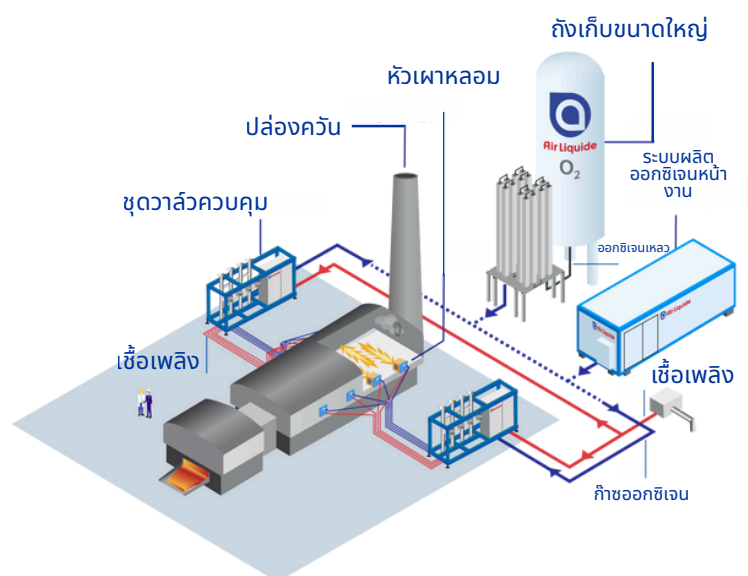 ถังเก็บขนาดใหญ่
หัวเผาหลอม
ปล่องควัน
Air Liquide
O2
ระบบผลิต
ออกซิเจนหน้า
งาน
ชุดวาล์วควบคุม
ออกซิเจนเหลว
Air Liquide
เชื้อเพลิง
เชื้อเพลิง
ก๊าซออกซิเจน